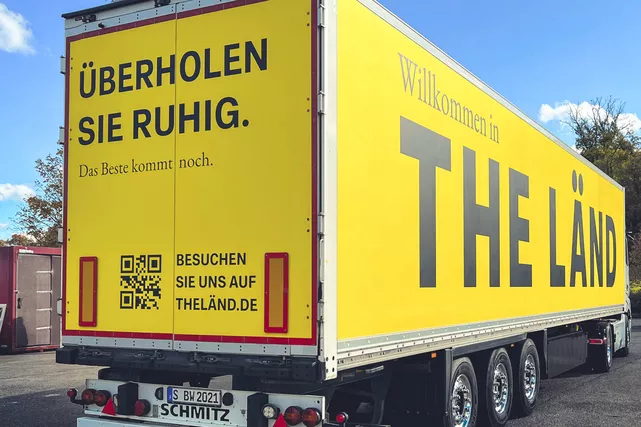 ÜBERHOLEN
SIE RUHIG.
Das Beste kommt noch.
BESUCHEN
SIE UNS AUF
THELÄND.DE
S BW 2021
SCHMITZ
Willkommen in
THE LÄND